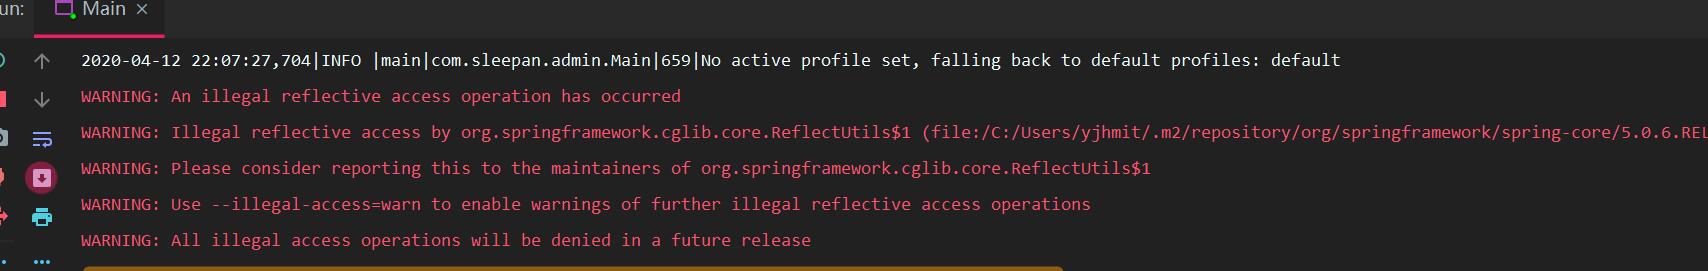 un:
Main ×
2020-04-12 22:07:27,704|INFO |main|com.sleepan.admin.Main|659|No active profile set, falling back to default profiles: default
WARNING: An illegal reflective access operation has occurred
WARNING: Illegal reflective access by org.springframework.cglib.core.ReflectUtils$1 (file:/C:/Users/yjhmit/.m2/repository/org/springframework/spring-core/5.0.6.REL
WARNING: Please consider reporting this to the maintainers of org.springframework.cglib.core.ReflectUtils$1
WARNING: Use --illegal-access=warn to enable warnings of further illegal reflective access operations
WARNING: All illegal access operations will be denied in a future release